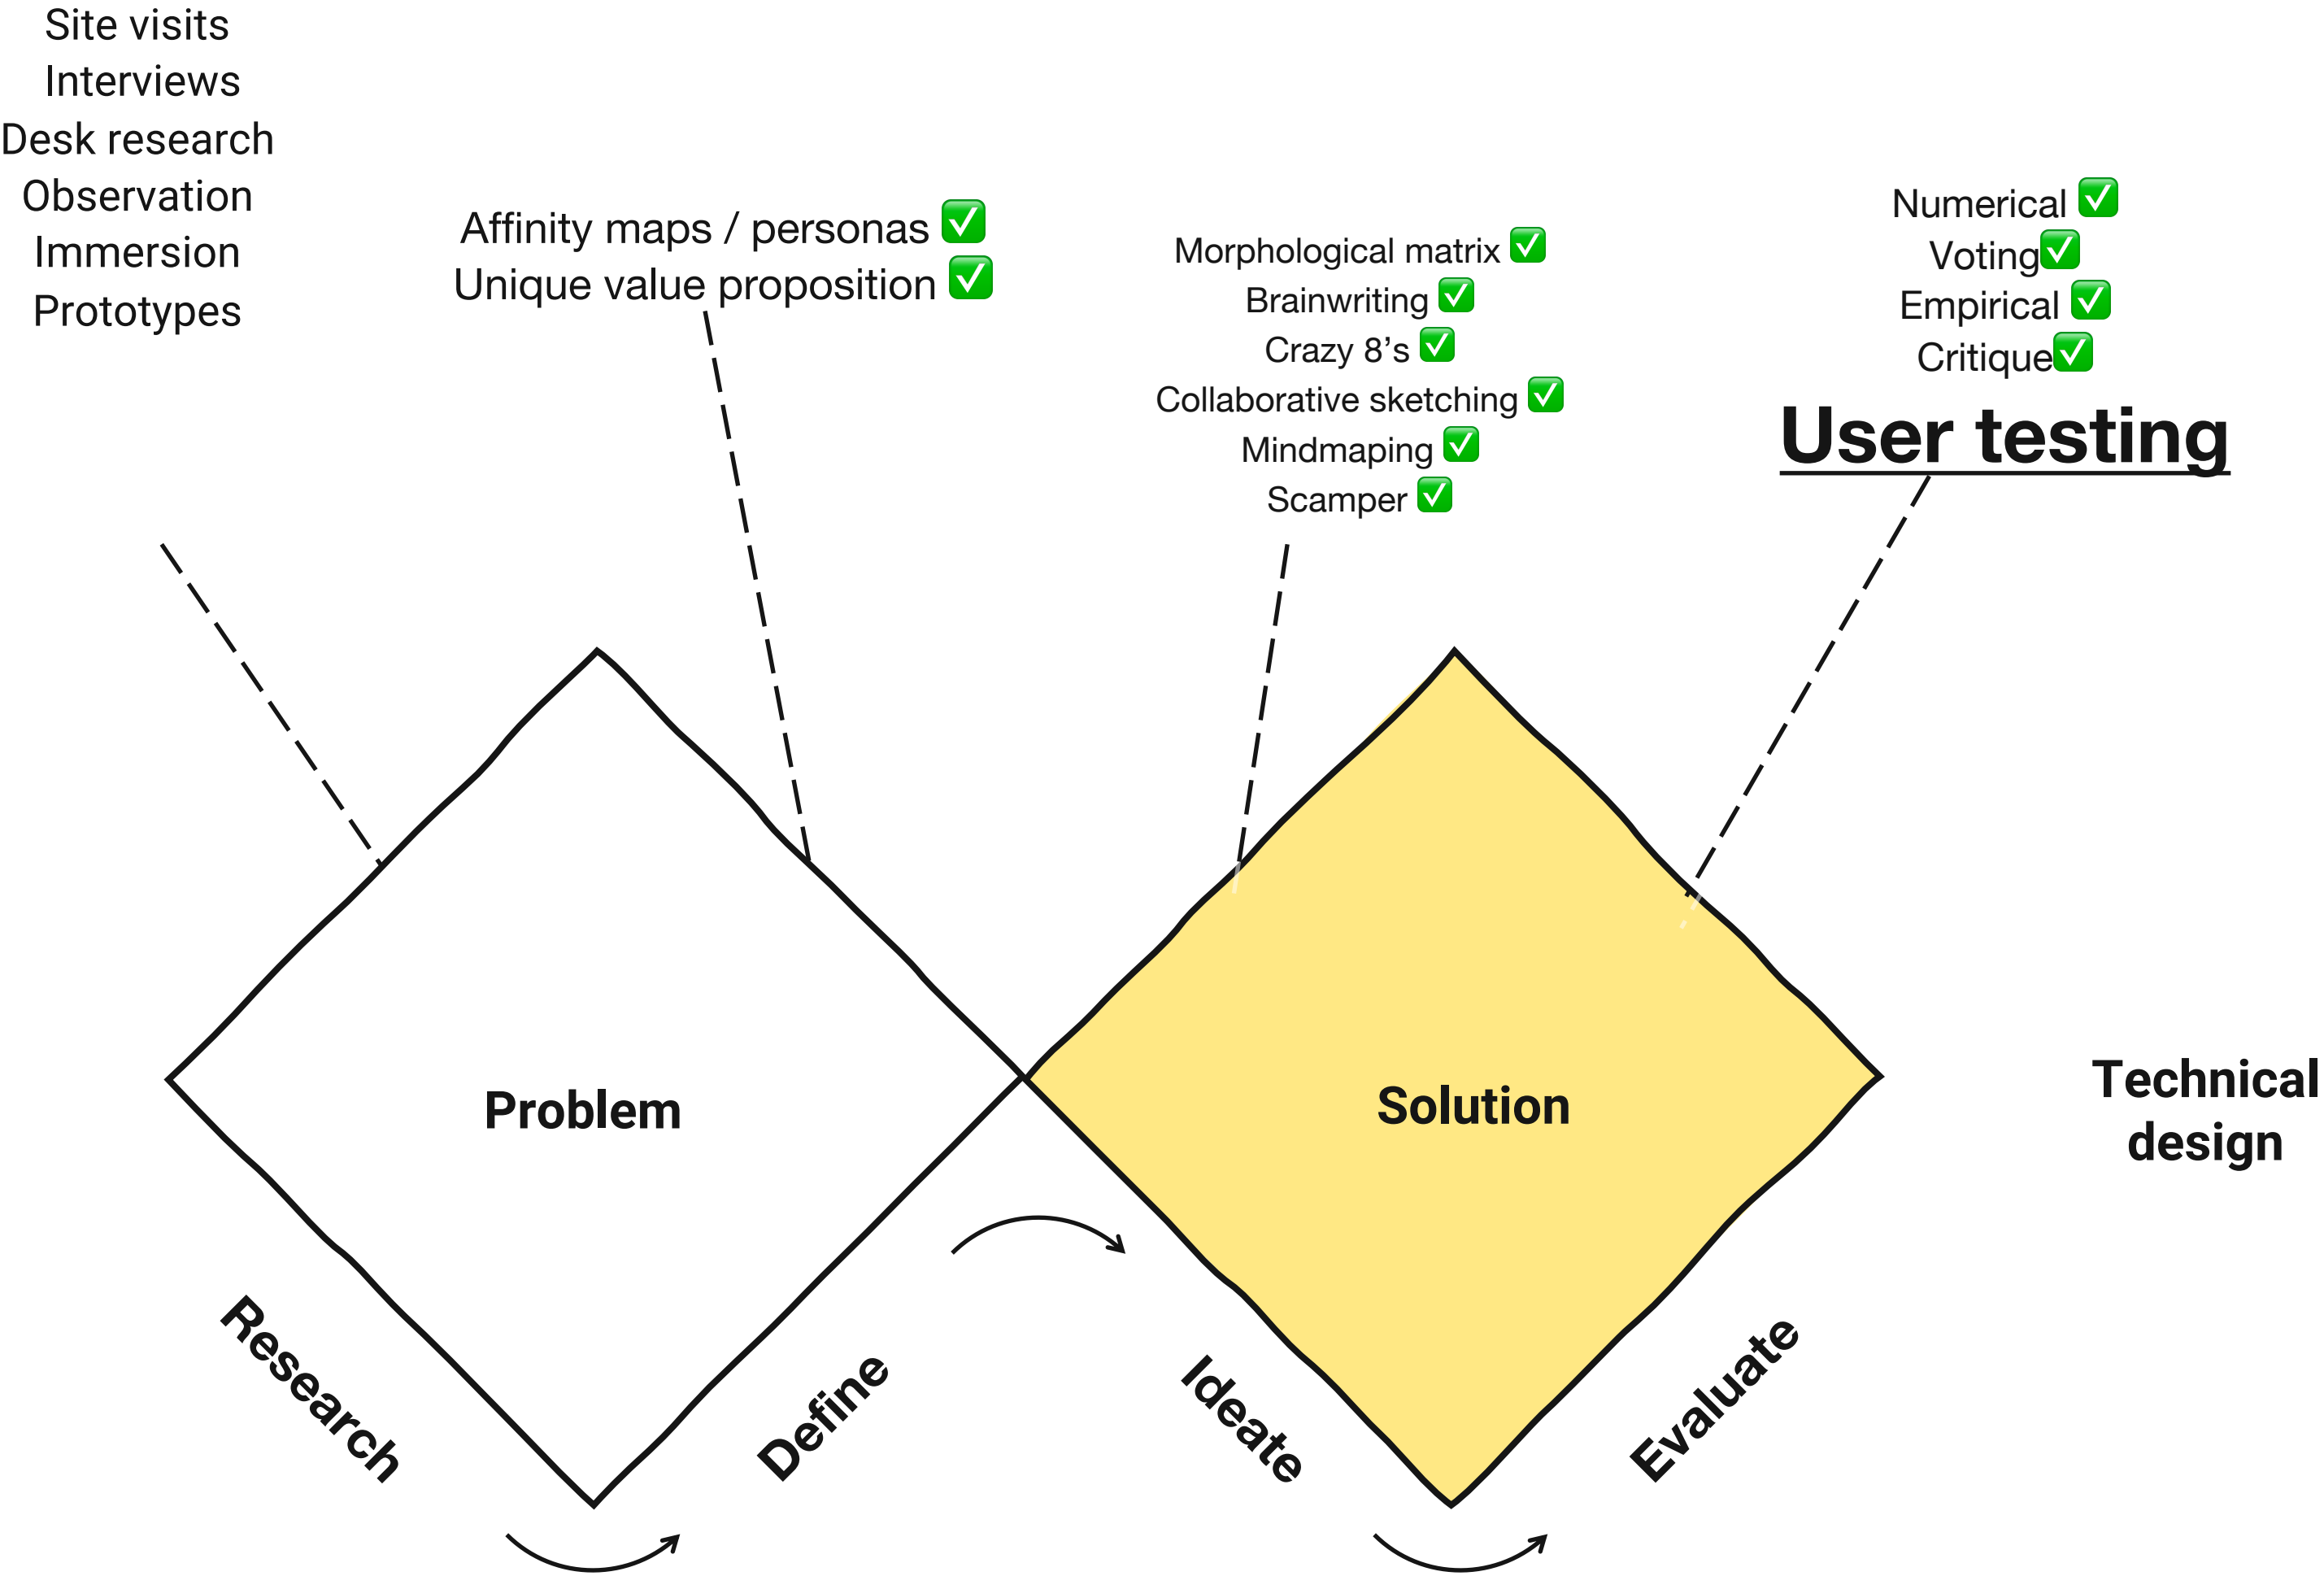 Site visits
Interviews
Desk research
Observation
Immersion
Prototypes
Affinity maps / personas ✅
Unique value proposition ✅
Morphological matrix ✅
Brainwriting ✅
Crazy 8’s ✅
Collaborative sketching ✅
Mindmaping ✅
Scamper ✅
Numerical ✅
Voting✅
Empirical ✅
Critique✅
User testing
Problem
Solution
Technical
design
Research
Define
Ideate
Evaluate